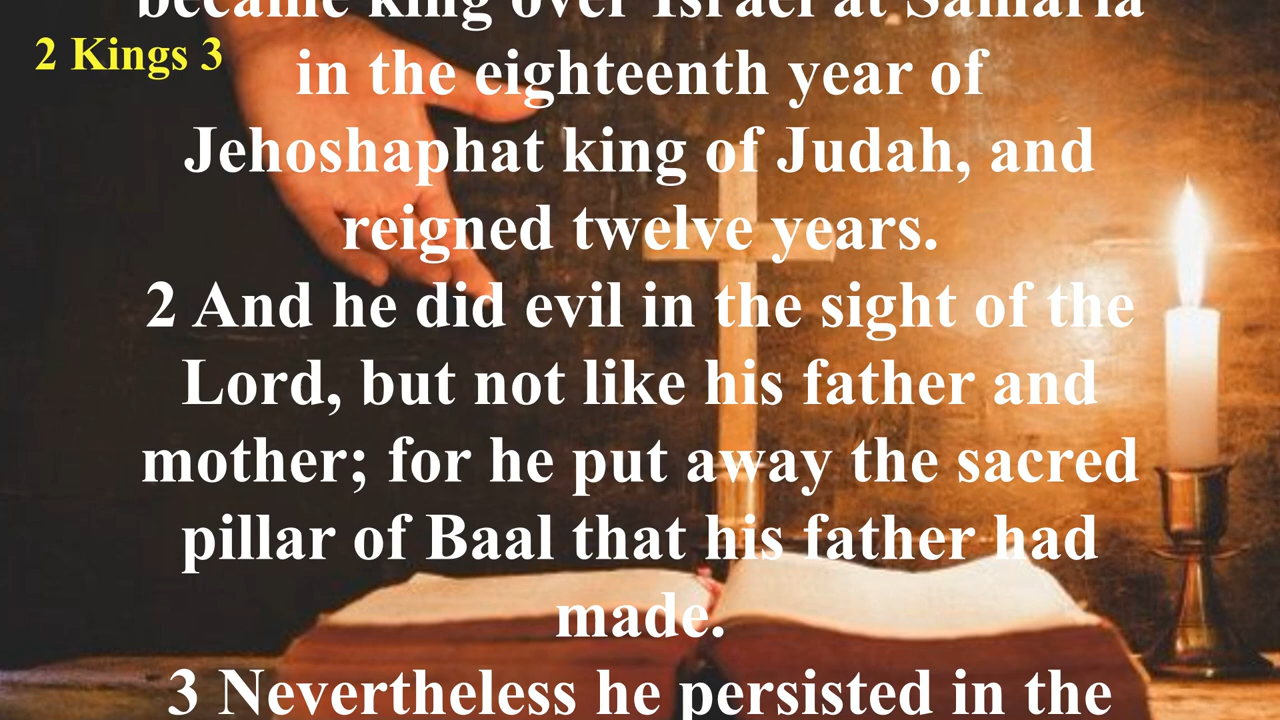 2 Kings 3
became king over Israel at Samaria
in the eighteenth year of
Jehoshaphat king of Judah, and
reigned twelve years.
2 And he did evil in the sight of the
Lord, but not like his father and
mother; for he put away the sacred
pillar of Baal that his father had
made.
3 Nevertheless he persisted in the